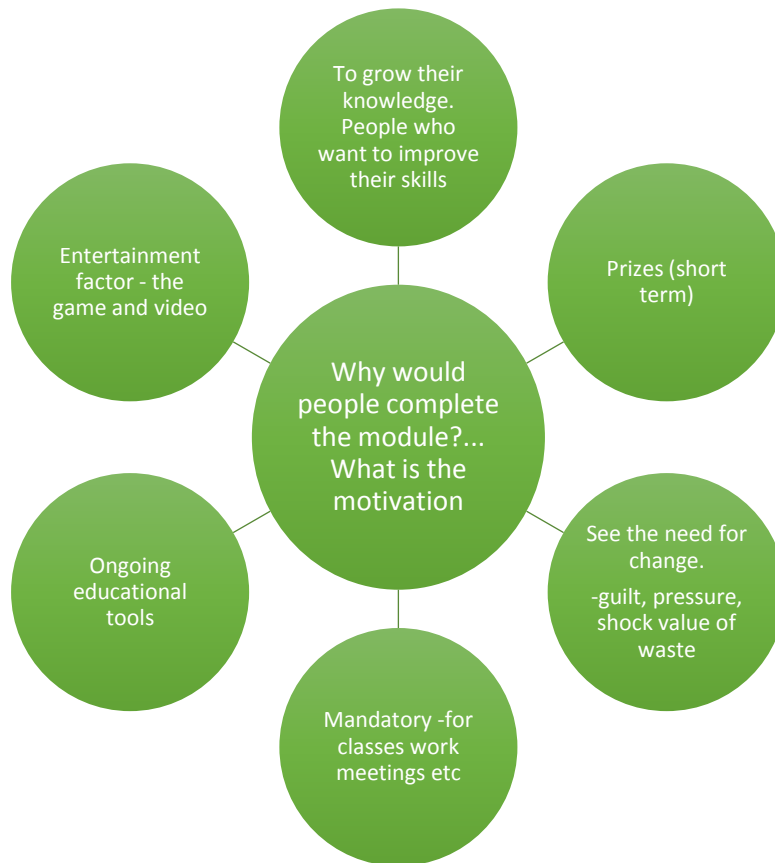 To grow their
knowledge.
People who
want to improve
their skills
Entertainment
factor - the
game and video
Prizes (short
term)
Why would
people complete
the module?...
What is the
motivation
Ongoing
educational
tools
See the need for
change.
-guilt, pressure,
shock value of
waste
Mandatory -for
classes work
meetings etc